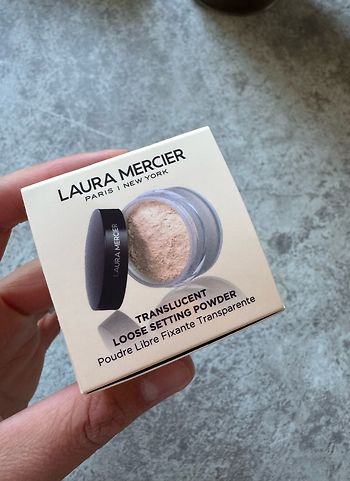 LAURA MERCIER
PARIS | NEW YORK
LAURA MERCIER
TRANSLUCENT
LOOSE SETTING POWDER
Poudre Libre Fixante Transparente